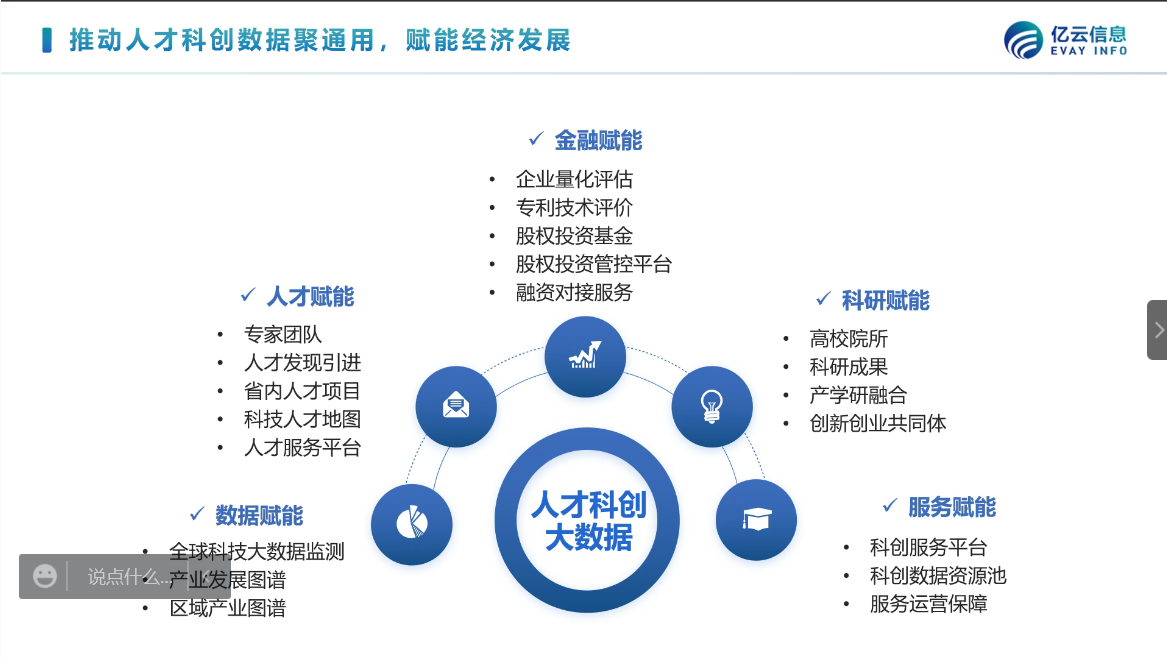 推动人才科创数据聚通用，赋能经济发展
亿云信息
EVAY INFO
✓ 金融赋能
• 企业量化评估
• 专利技术评价
• 股权投资基金
• 股权投资管控平台
• 融资对接服务
✓ 人才赋能
• 专家团队
• 人才发现引进
• 省内人才项目
• 科技人才地图
• 人才服务平台
✓ 科研赋能
• 高校院所
• 科研成果
• 产学研融合
• 创新创业共同体
✓ 数据赋能
• 全球科技大数据监测
• 产业发展图谱
• 区域产业图谱
说点什么...
人才科创
大数据
✓ 服务赋能
• 科创服务平台
• 科创数据资源池
• 服务运营保障